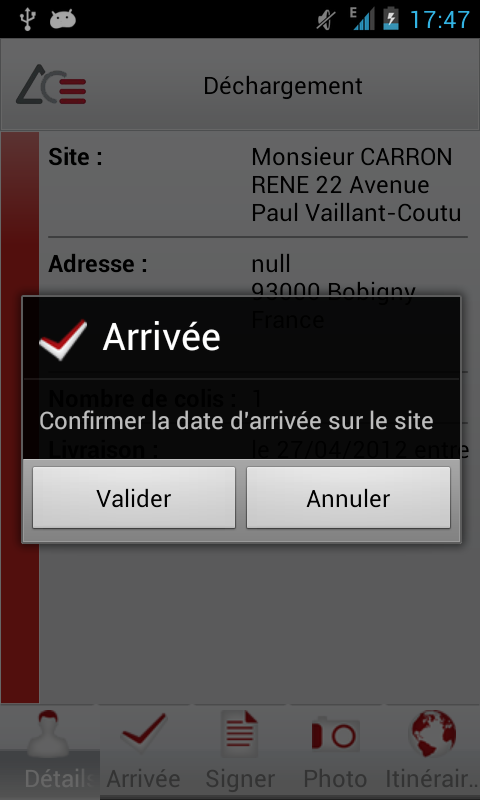 E 17:47
Déchargement
Site : Monsieur CARRON
RENE 22 Avenue
Paul Vaillant-Coutu
Adresse : null
93000 Bobigny
France
Arrivée
Nombre de colis : 1
Confirmer la date d'arrivée sur le site
Livraison : le 27/04/2012 entre
Valider Annuler
Détails Arrivée Signer Photo Itinérair...